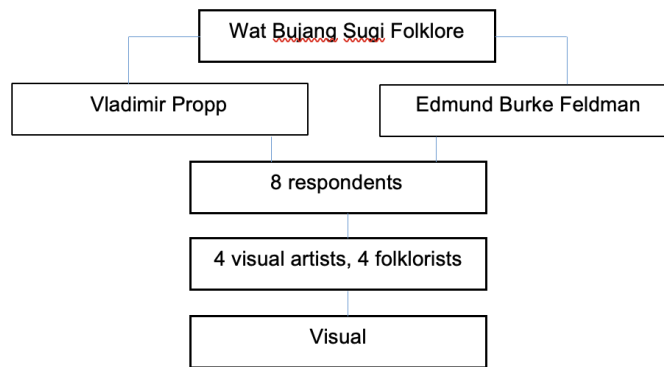 Wat Bujang Sugi Folklore
Vladimir Propp
Edmund Burke Feldman
8 respondents
4 visual artists, 4 folklorists
Visual